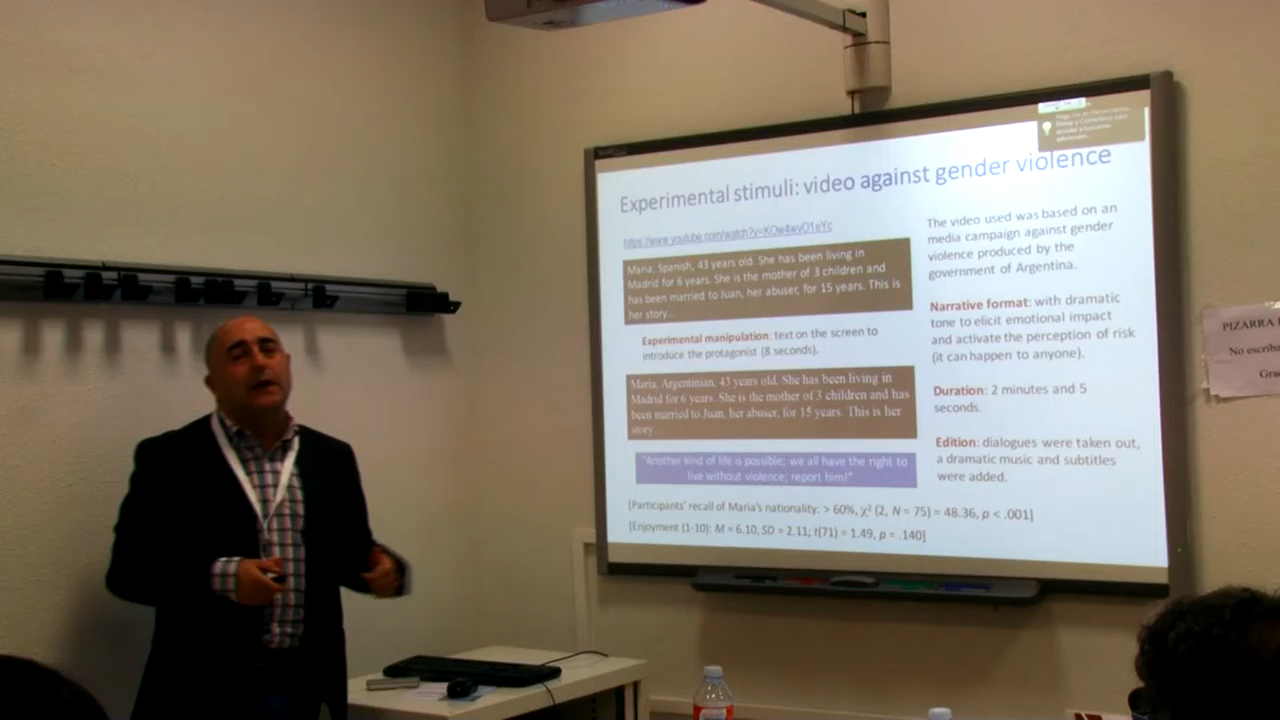 Experimental stimuli: video against gender violence
https://www.youtube.com/watch?v=KOw4wyO1eYc
Maria, Spanish, 43 years old. She has been living in
Madrid for 6 years. She is the mother of 3 children and
has been married to Juan, her abuser, for 15 years. This is
her story...
Experimental manipulation: text on the screen to
introduce the protagonist (8 seconds).
Maria, Argentinian, 43 years old. She has been living in
Madrid for 6 years. She is the mother of 3 children and has
been married to Juan, her abuser, for 15 years. This is her
story...
"Another kind of life is possible; we all have the right to
live without violence; report him!"
[Participants' recall of Maria's nationality: > 60%, χ² (2, N = 75) = 48.36, p < .001]
[Enjoyment (1-10): M = 6.10, SD = 2.11; t(71) = 1.49, p = .140]
The video used was based on an
media campaign against gender
violence produced by the
government of Argentina.
Narrative format: with dramatic
tone to elicit emotional impact
and activate the perception of risk
(it can happen to anyone).
Duration: 2 minutes and 5
seconds.
Edition: dialogues were taken out,
a dramatic music and subtitles
were added.
PIZARRA
No escriba
Gra